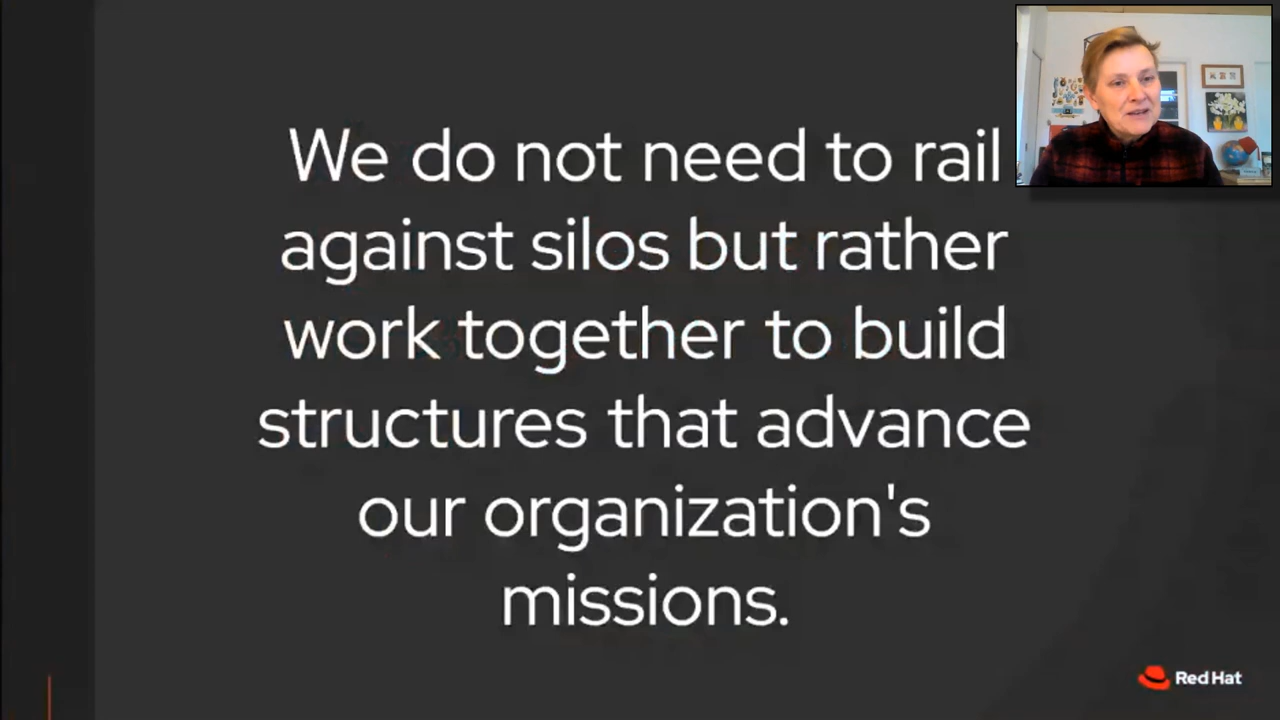 We do not need to rail
against silos but rather
work together to build
structures that advance
our organization's
missions.
Red Hat